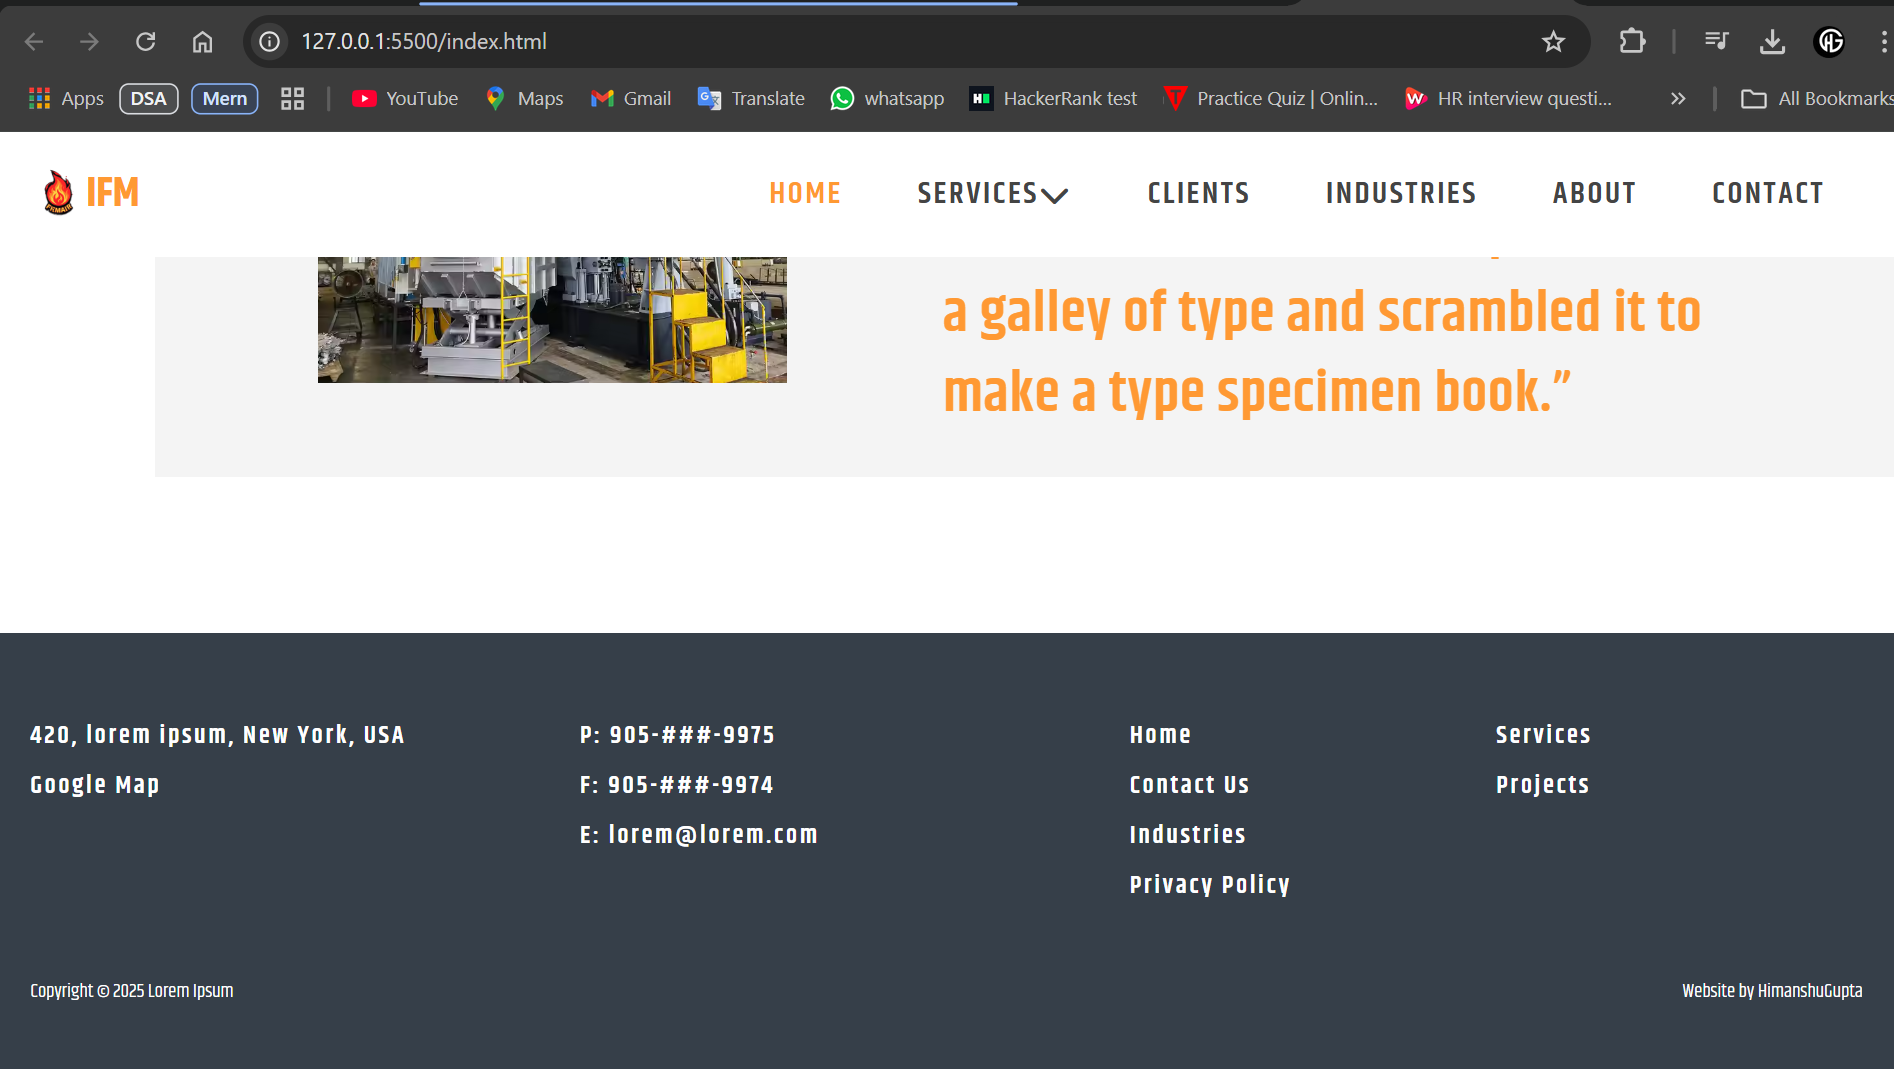 127.0.0.1:5500/index.html
Apps DSA Mern YouTube Maps Gmail Translate whatsapp HackerRank test Practice Quiz | Onlin... HR interview questi... » All Bookmarks
IFM HOME SERVICES CLIENTS INDUSTRIES ABOUT CONTACT
a galley of type and scrambled it to
make a type specimen book.”
420, lorem ipsum, New York, USA
Google Map
P: 905-###-9975
F: 905-###-9974
E: lorem@lorem.com
Home
Contact Us
Industries
Privacy Policy
Services
Projects
Copyright © 2025 Lorem Ipsum
Website by HimanshuGupta